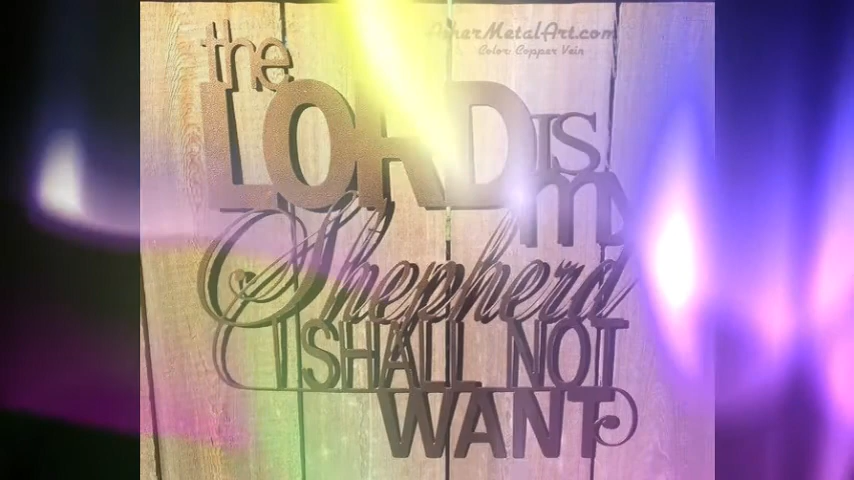 AsherMetalArt.com
Color: Copper Vein
the
LORD IS
my
Shepherd
I SHALL NOT
WANT